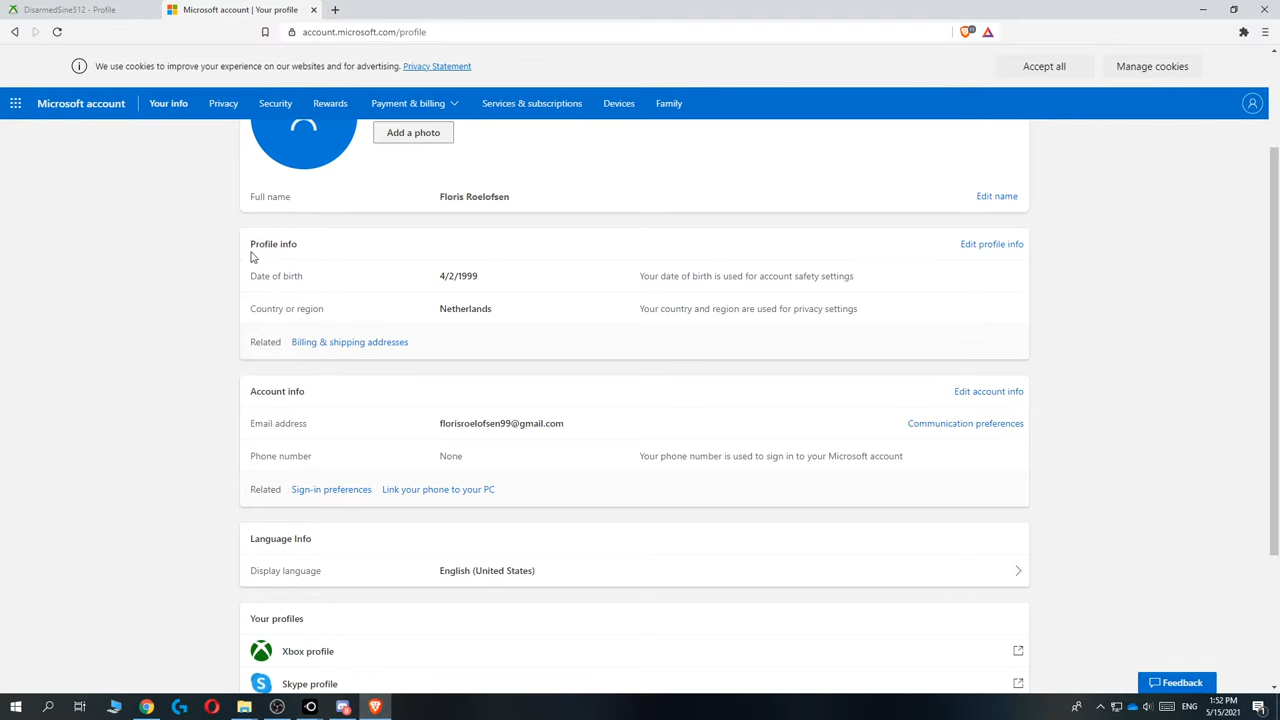 DisarmedSine512 - Profile
Microsoft account | Your profile
account.microsoft.com/profile
We use cookies to improve your experience on our websites and for advertising. Privacy Statement
Accept all
Manage cookies
Microsoft account
Your info
Privacy
Security
Rewards
Payment & billing
Services & subscriptions
Devices
Family
Add a photo
Full name
Floris Roelofsen
Edit name
Profile info
Edit profile info
Date of birth
4/2/1999
Your date of birth is used for account safety settings
Country or region
Netherlands
Your country and region are used for privacy settings
Related
Billing & shipping addresses
Account info
Edit account info
Email address
florisroelofsen99@gmail.com
Communication preferences
Phone number
None
Your phone number is used to sign in to your Microsoft account
Related
Sign-in preferences
Link your phone to your PC
Language Info
Display language
English (United States)
Your profiles
Xbox profile
Skype profile
Feedback
ENG
1:52 PM
5/15/2021